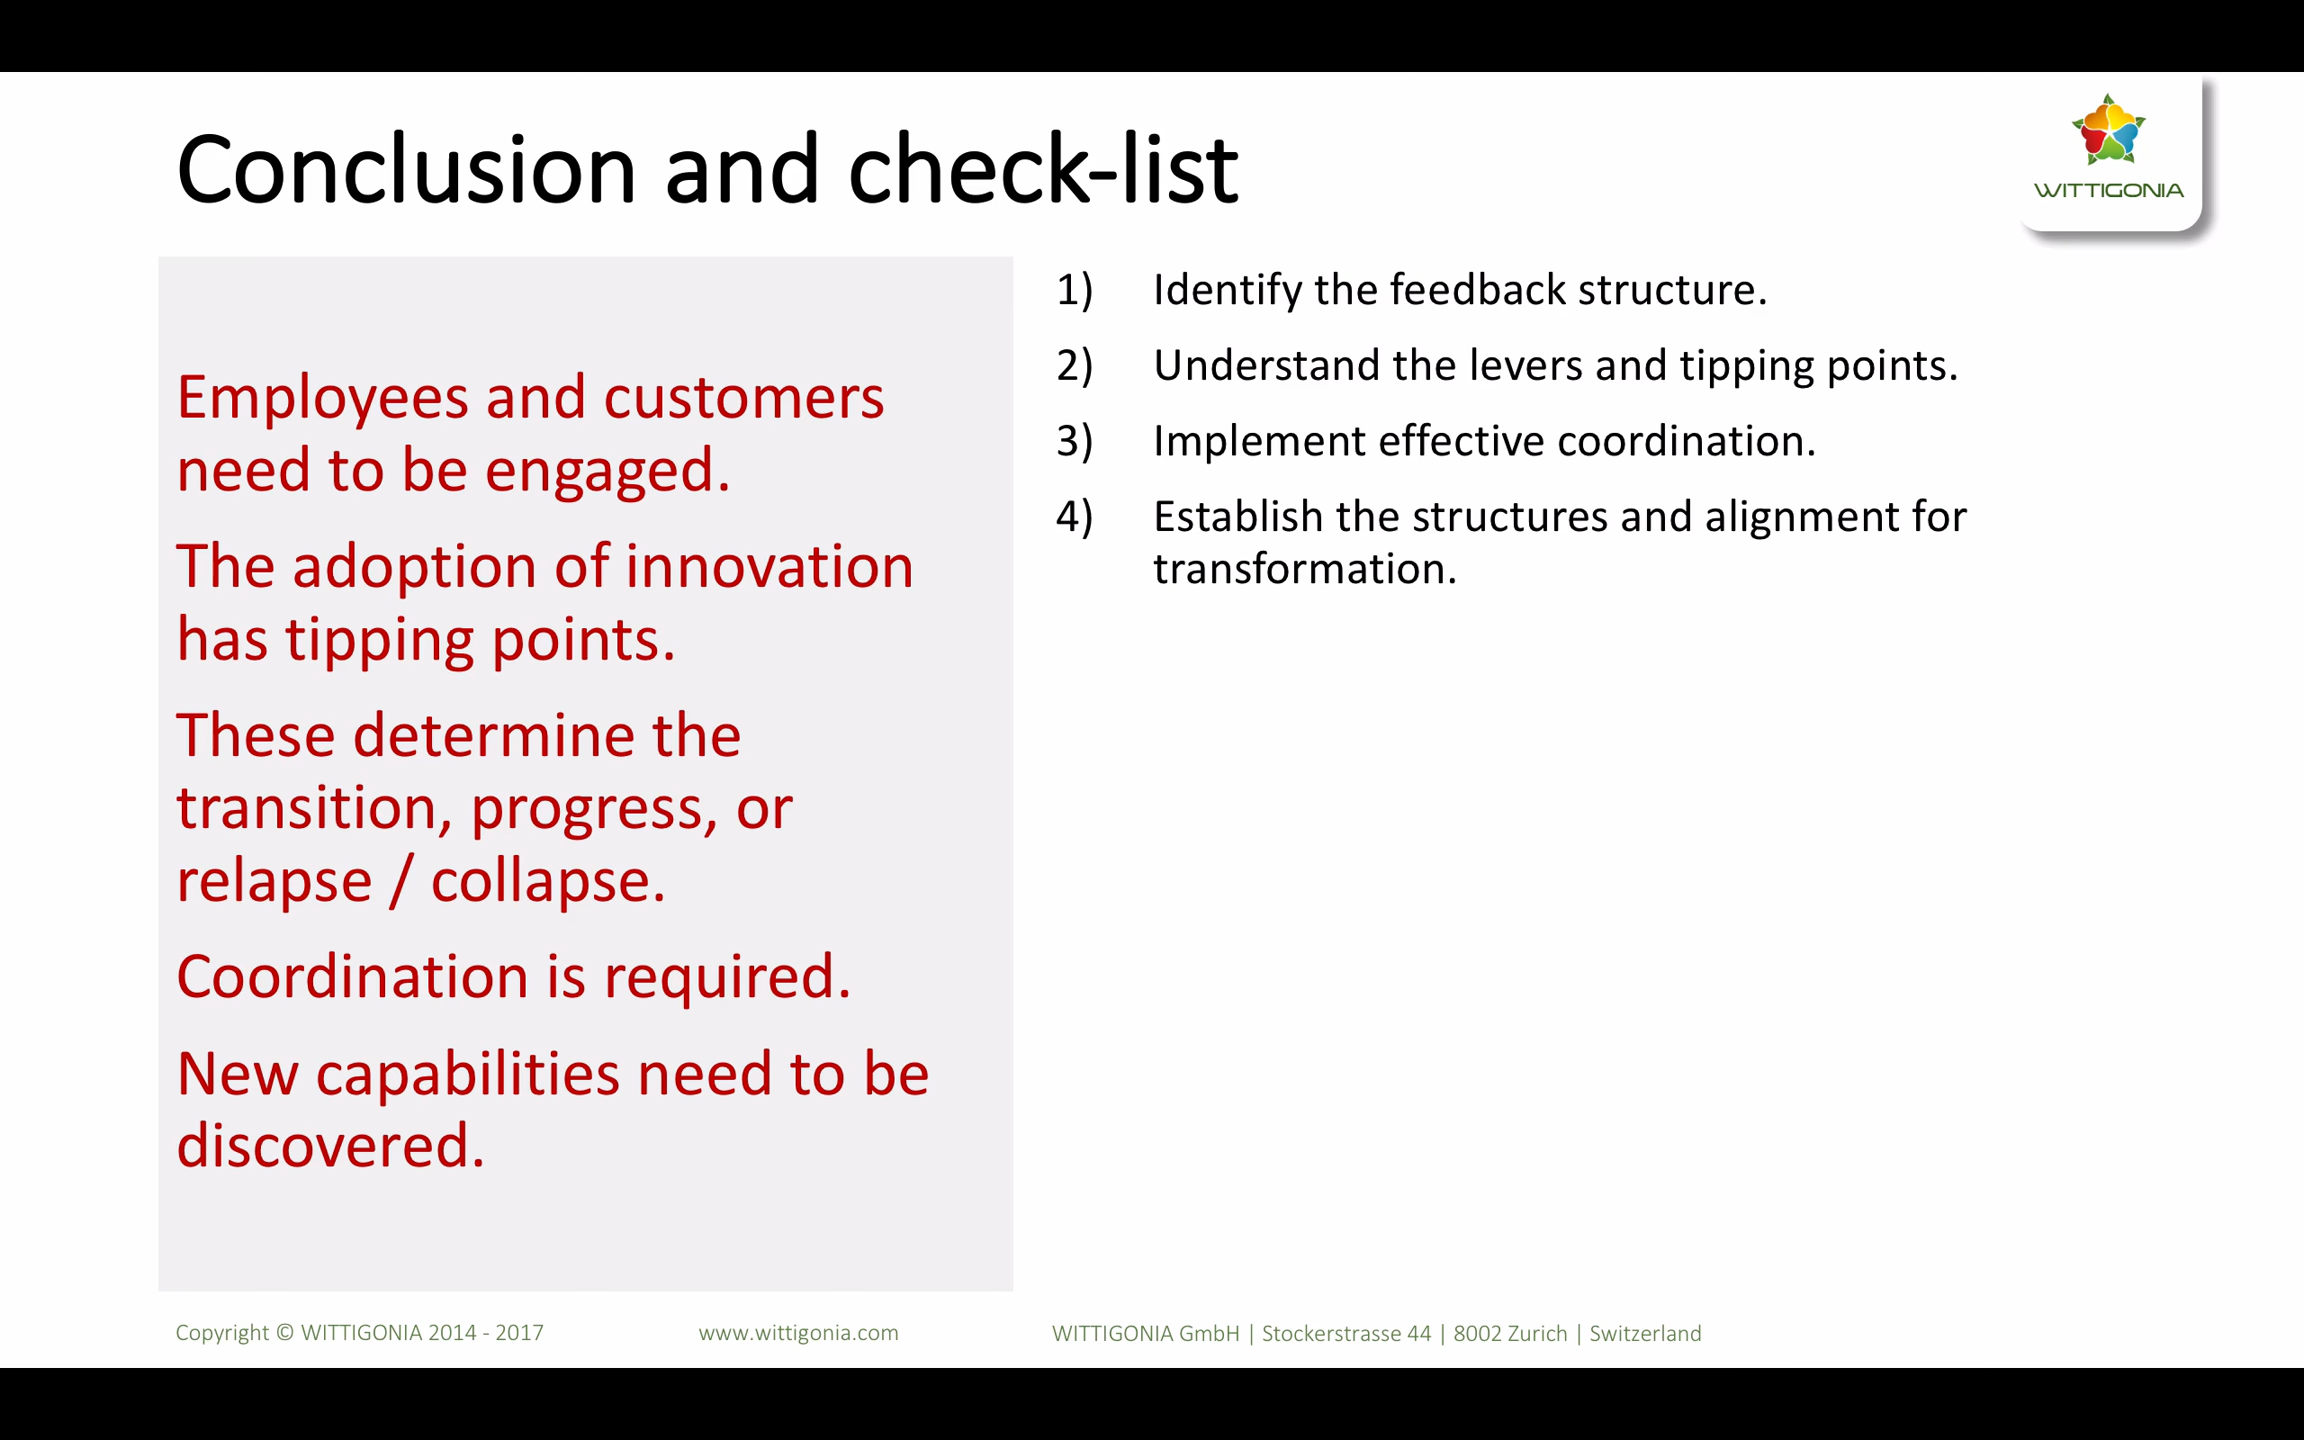 Conclusion and check-list
WITTIGONIA
Employees and customers
need to be engaged.
The adoption of innovation
has tipping points.
These determine the
transition, progress, or
relapse / collapse.
Coordination is required.
New capabilities need to be
discovered.
1) Identify the feedback structure.
2) Understand the levers and tipping points.
3) Implement effective coordination.
4) Establish the structures and alignment for
transformation.
Copyright © WITTIGONIA 2014 - 2017
www.wittigonia.com
WITTIGONIA GmbH | Stockerstrasse 44 | 8002 Zurich | Switzerland